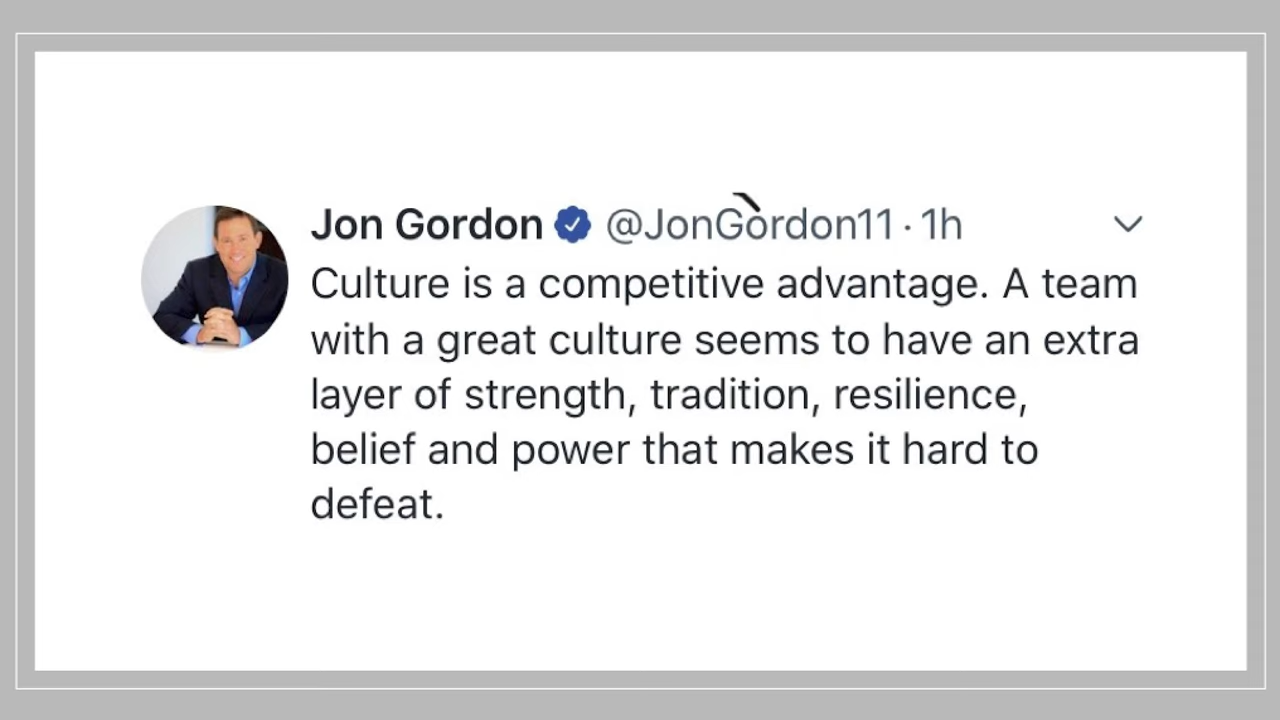 Jon Gordon @JonGordon11 · 1h
Culture is a competitive advantage. A team
with a great culture seems to have an extra
layer of strength, tradition, resilience,
belief and power that makes it hard to
defeat.